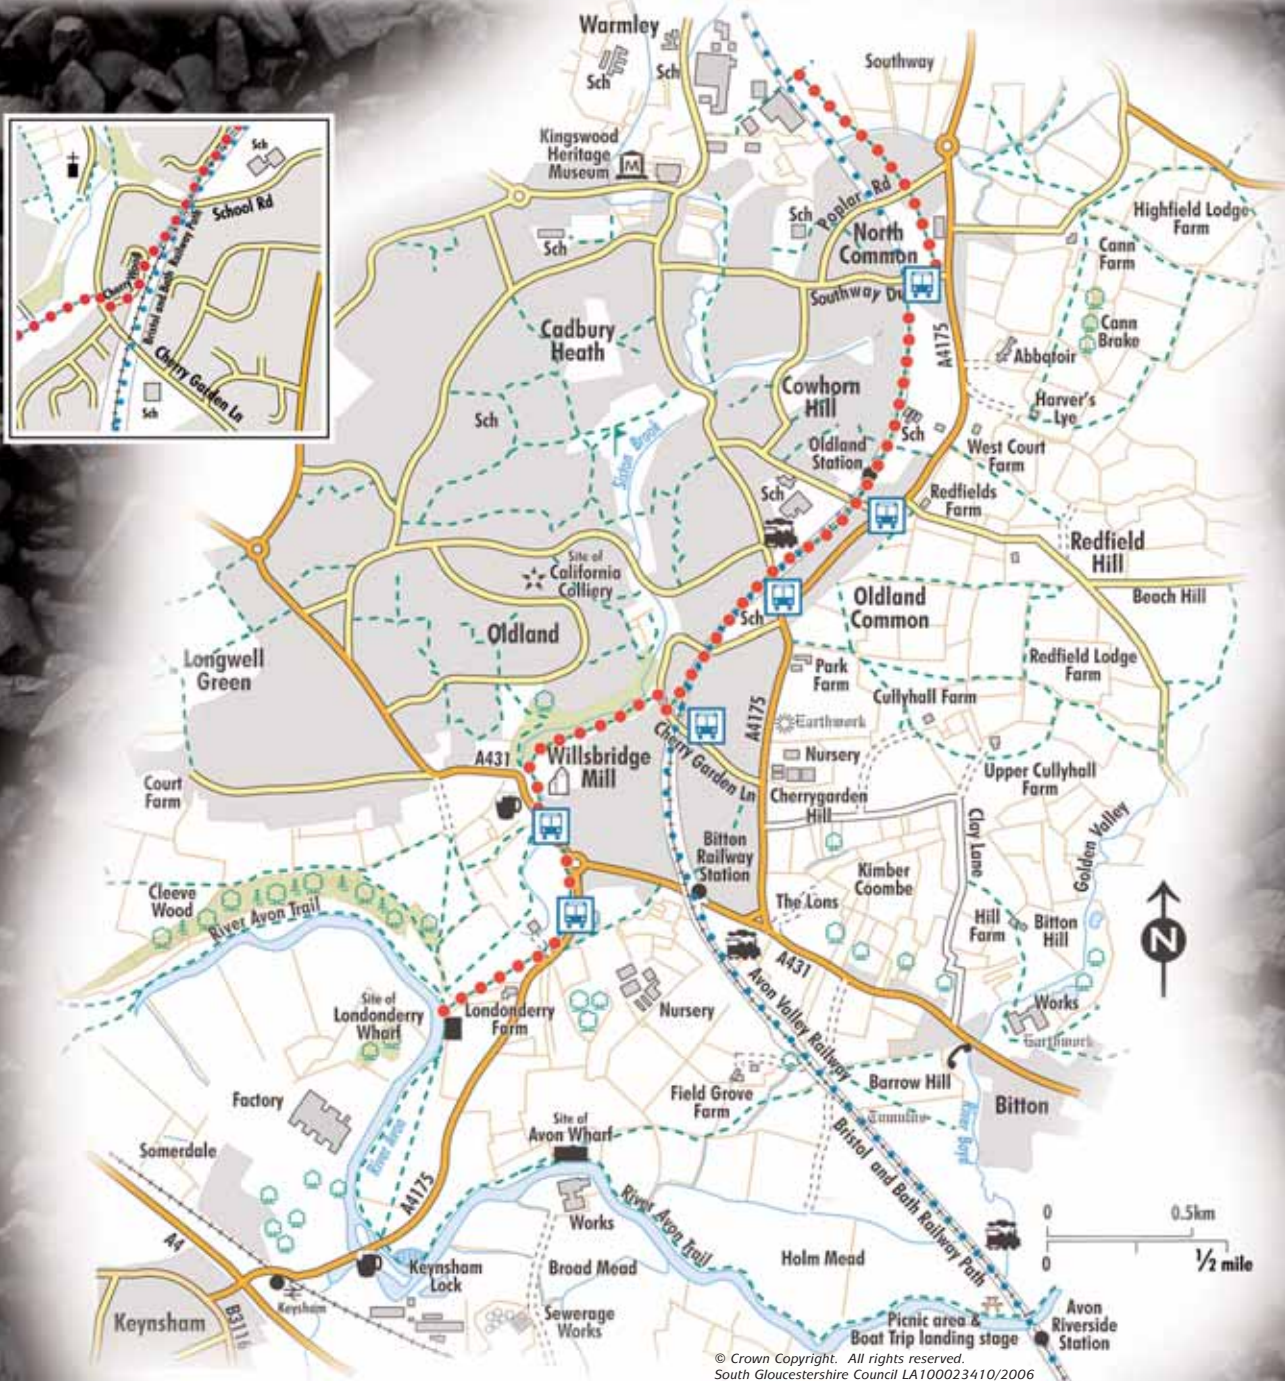 Warmley
Southway
Sch
Sch
Kingswood
Heritage
Museum
M
Sch
School Rd
Cherry Wood
Bristol and Bath Railway Path
Cherry Garden Ln
Sch
Sch
Sch
Poplar Rd
North
Common
Southway Dr
Highfield Lodge
Farm
Cann
Farm
Cann
Brake
A4175
Abbatoir
Harver's
Lye
Cadbury
Heath
Cowhorn
Hill
Sch
Siston Brook
Oldland
Station
Sch
West Court
Farm
Sch
Redfields
Farm
Redfield
Hill
Beach Hill
Site of
California
Colliery
Oldland
Oldland
Common
Sch
Longwell
Green
Park
Farm
Redfield Lodge
Farm
Cullyhall Farm
Earthwork
A4175
Cherry Garden Ln
A431
Willsbridge
Mill
Nursery
Upper Cullyhall
Farm
Court
Farm
Cherrygarden
Hill
Clay Lane
Golden Valley
Bitton
Railway
Station
Kimber
Coombe
Cleeve
Wood
River Avon Trail
The Lons
Hill
Farm
Bitton
Hill
N
A431
Site of
Londonderry
Wharf
Londonderry
Farm
Nursery
Avon Valley Railway
Works
Earthwork
Factory
Field Grove
Farm
Barrow Hill
Bitton
Tumulus
River Boyd
Site of
Avon Wharf
Somerdale
River Avon
A4175
Bristol and Bath Railway Path
Works
River Avon Trail
0 0.5km
0 ½ mile
A4
Keynsham
Lock
Broad Mead
Holm Mead
Keynsham
Keynsham
B3116
Sewerage
Works
Picnic area &
Boat Trip landing stage
Avon
Riverside
Station
© Crown Copyright. All rights reserved.
South Gloucestershire Council LA100023410/2006